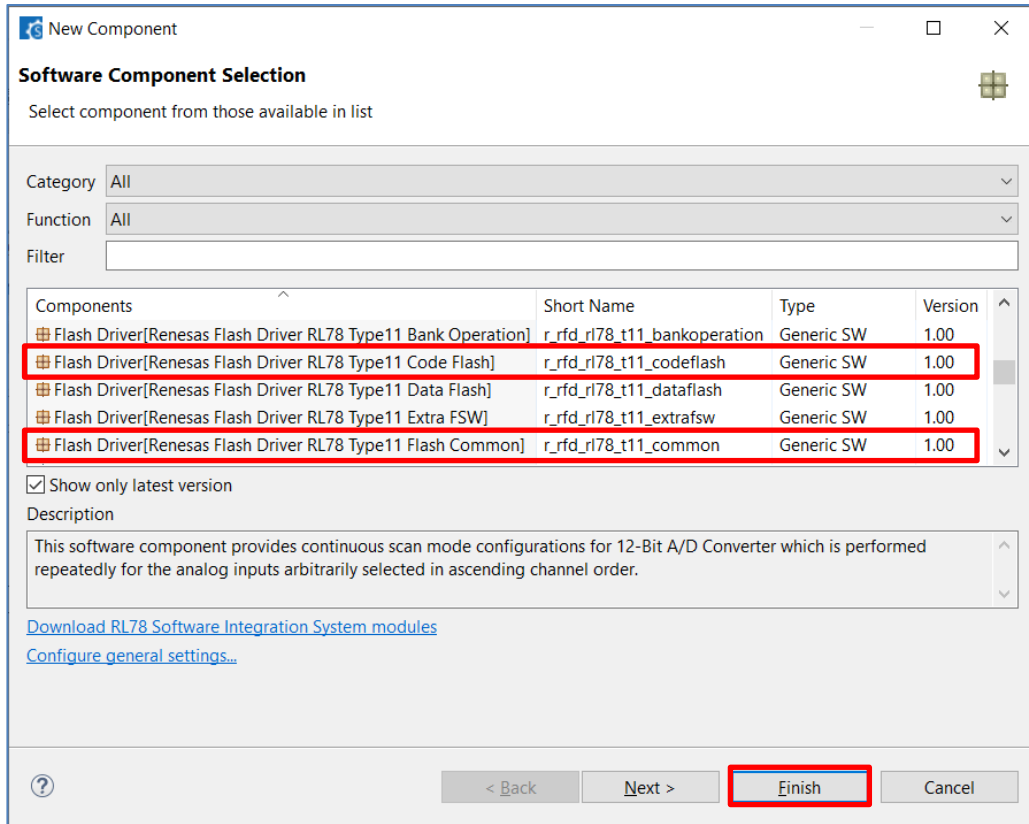 New Component
Software Component Selection
Select component from those available in list
Category All
Function All
Filter
Components Short Name Type Version
Flash Driver[Renesas Flash Driver RL78 Type11 Bank Operation] r_rfd_rl78_t11_bankoperation Generic SW 1.00
Flash Driver[Renesas Flash Driver RL78 Type11 Code Flash] r_rfd_rl78_t11_codeflash Generic SW 1.00
Flash Driver[Renesas Flash Driver RL78 Type11 Data Flash] r_rfd_rl78_t11_dataflash Generic SW 1.00
Flash Driver[Renesas Flash Driver RL78 Type11 Extra FSW] r_rfd_rl78_t11_extrafsw Generic SW 1.00
Flash Driver[Renesas Flash Driver RL78 Type11 Flash Common] r_rfd_rl78_t11_common Generic SW 1.00
Show only latest version
Description
This software component provides continuous scan mode configurations for 12-Bit A/D Converter which is performed
repeatedly for the analog inputs arbitrarily selected in ascending channel order.
Download RL78 Software Integration System modules
Configure general settings...
? < Back Next > Finish Cancel